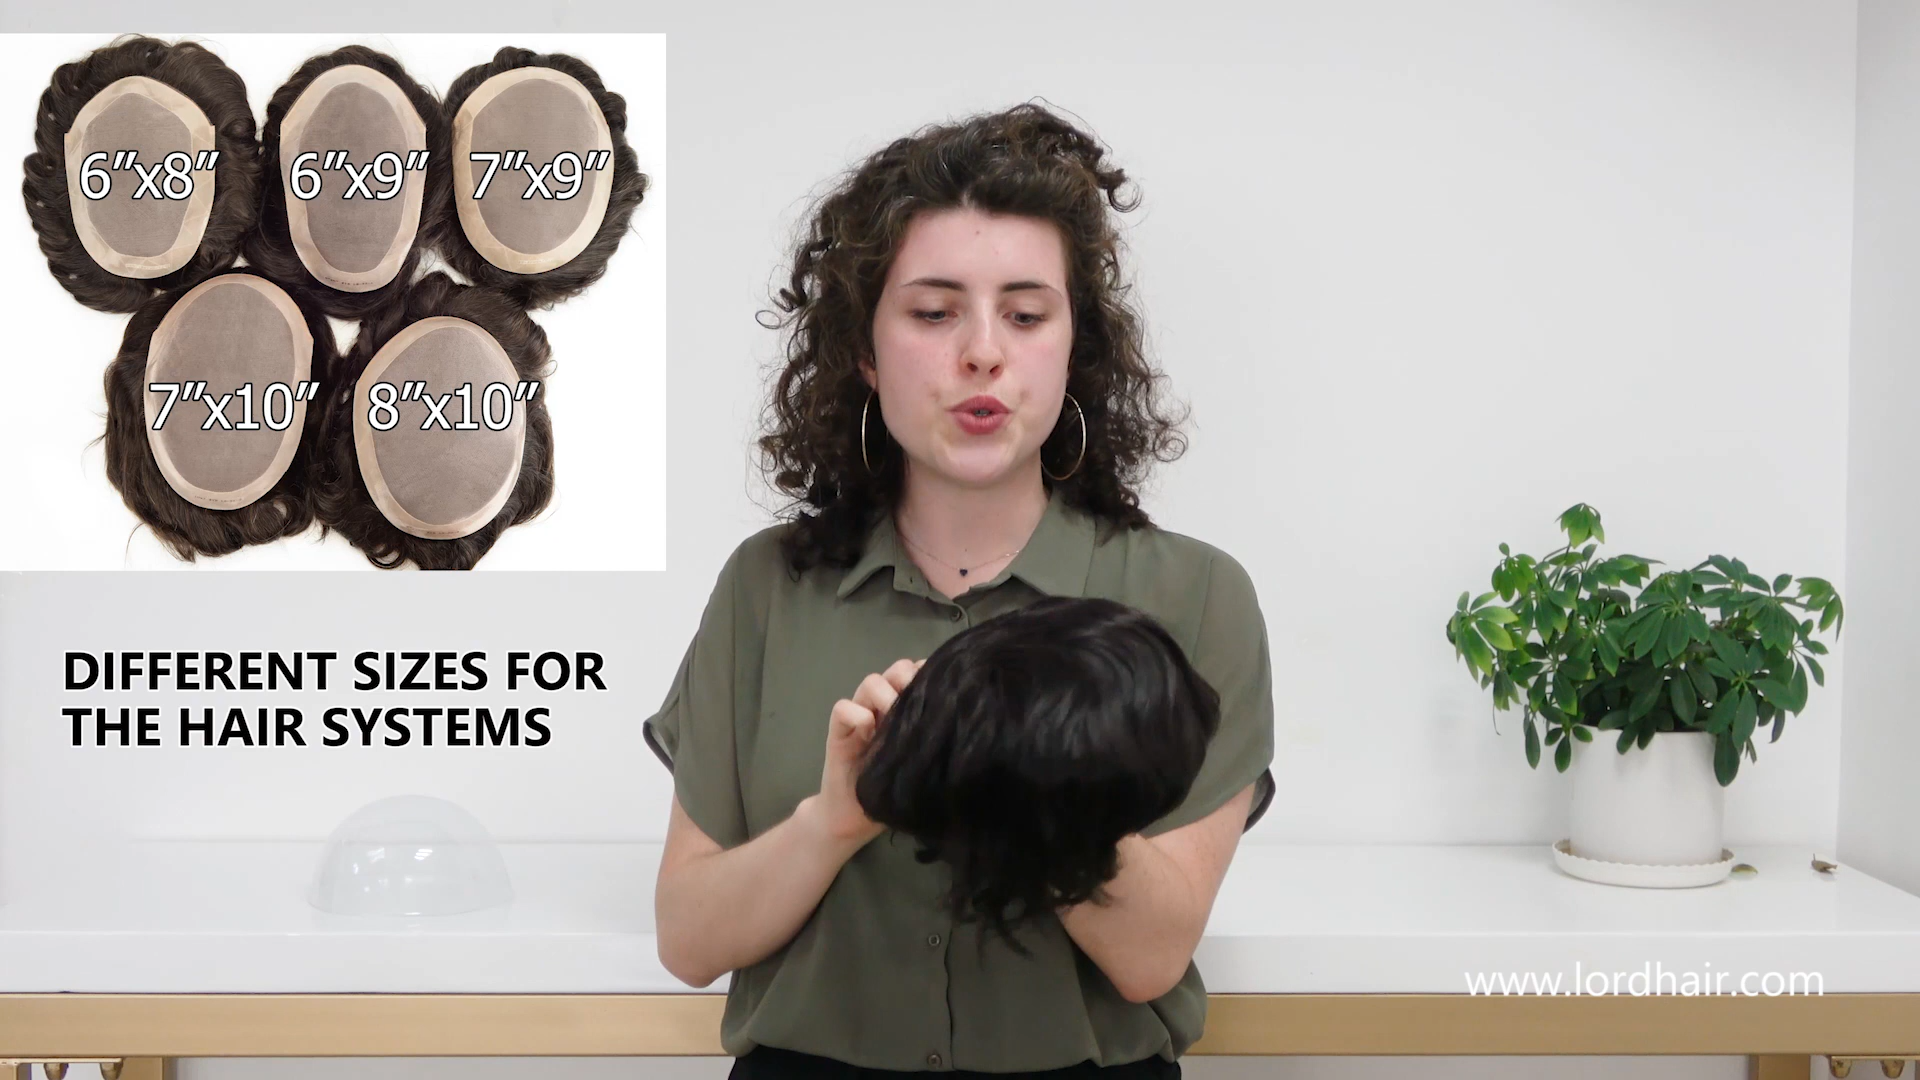 6”x8”
6”x9”
7”x9”
7”x10”
8”x10”
DIFFERENT SIZES FOR
THE HAIR SYSTEMS
www.lordhair.com